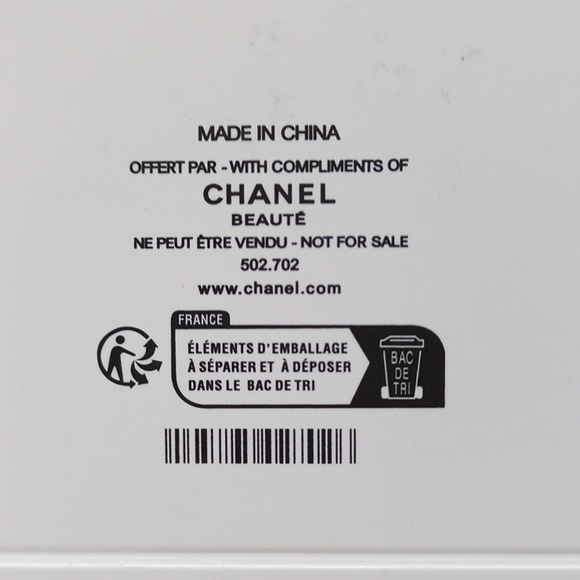 MADE IN CHINA
OFFERT PAR - WITH COMPLIMENTS OF
CHANEL
BEAUTÉ
NE PEUT ÊTRE VENDU - NOT FOR SALE
502.702
www.chanel.com
FRANCE
ÉLÉMENTS D'EMBALLAGE
À SÉPARER ET À DÉPOSER
DANS LE BAC DE TRI
BAC
DE
TRI